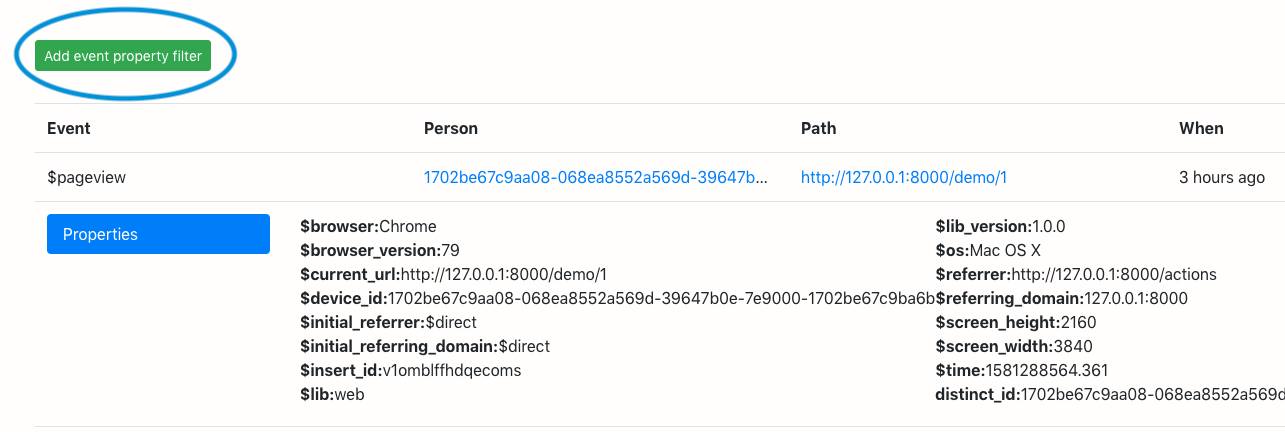 Add event property filter
Event Person Path When
$pageview 1702be67c9aa08-068ea8552a569d-39647b... http://127.0.0.1:8000/demo/1 3 hours ago
Properties
$browser:Chrome
$browser_version:79
$current_url:http://127.0.0.1:8000/demo/1
$device_id:1702be67c9aa08-068ea8552a569d-39647b0e-7e9000-1702be67c9ba6b
$initial_referrer:$direct
$initial_referring_domain:$direct
$insert_id:v1omblffhdqecoms
$lib:web
$lib_version:1.0.0
$os:Mac OS X
$referrer:http://127.0.0.1:8000/actions
$referring_domain:127.0.0.1:8000
$screen_height:2160
$screen_width:3840
$time:1581288564.361
distinct_id:1702be67c9aa08-068ea8552a569d